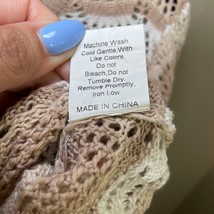 Machine Wash
Cold Gentle,With
Like Colors,
Do not
Bleach,Do not
Tumble Dry.
Remove Promptly,
Iron Low
MADE IN CHINA